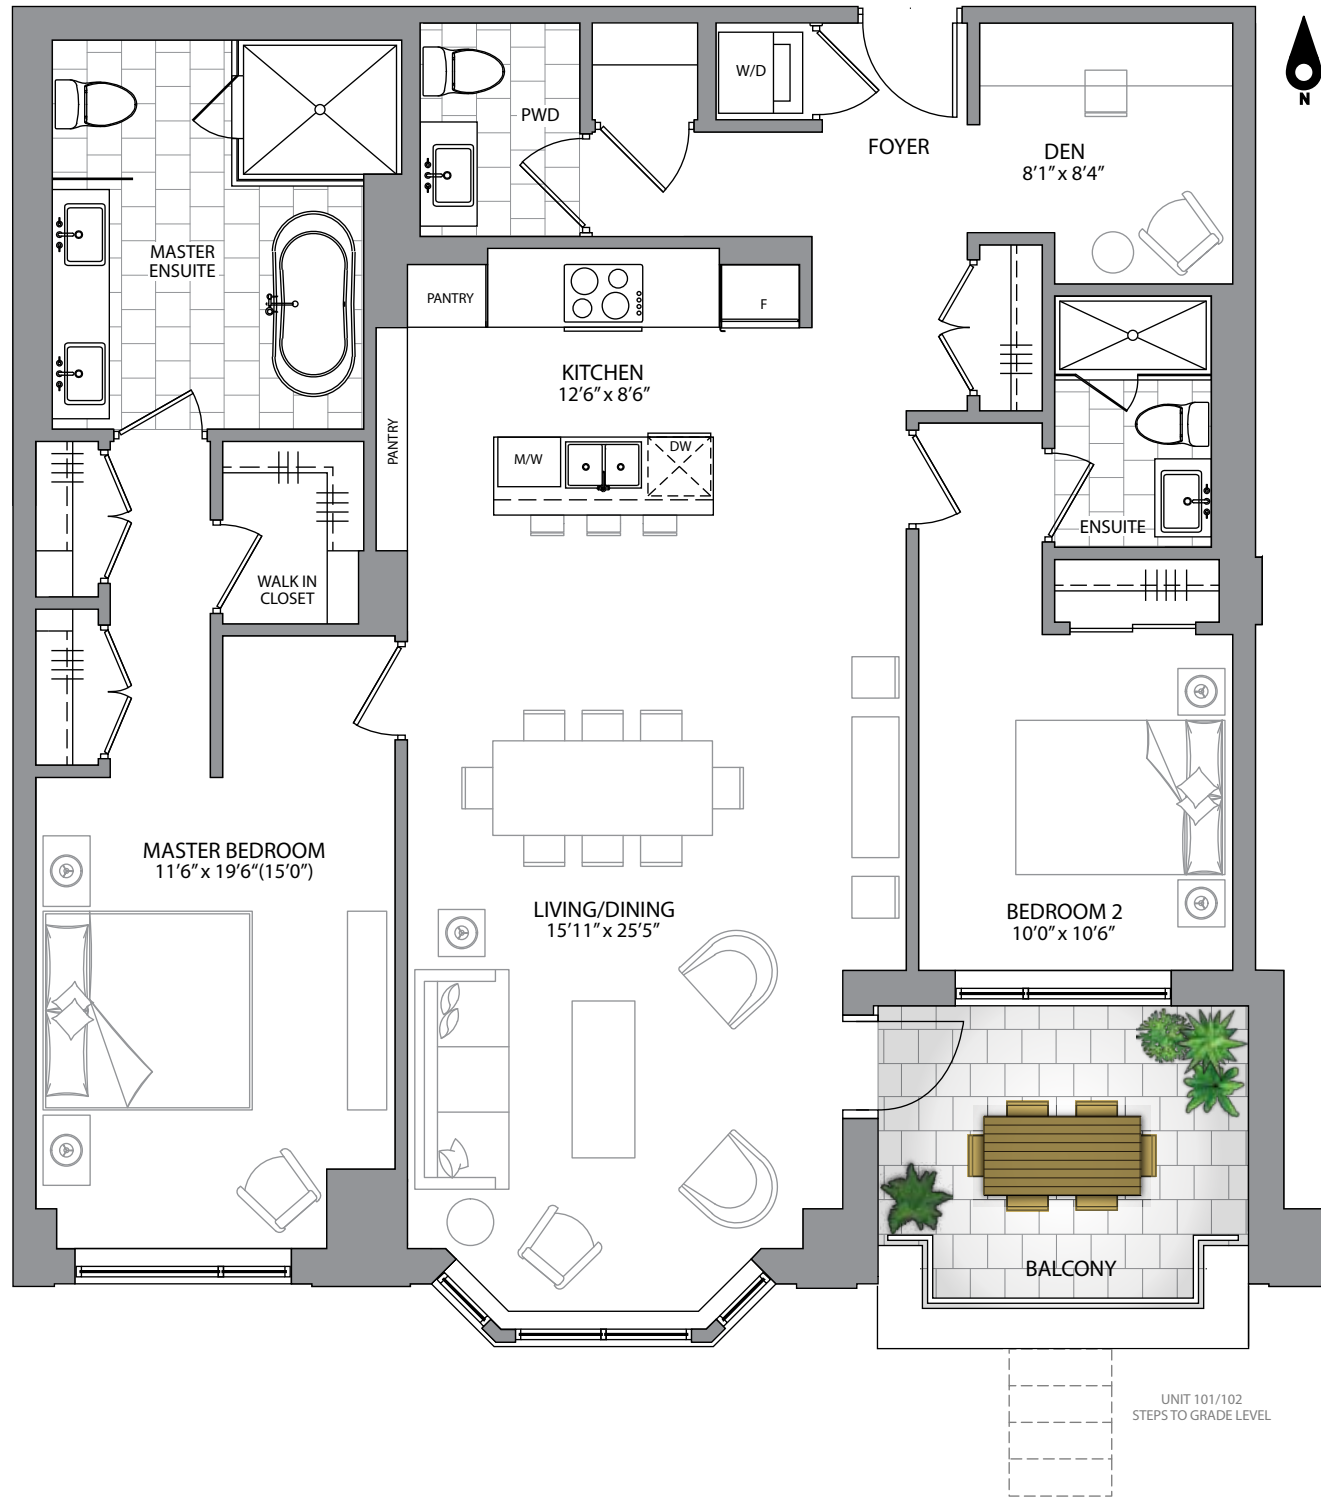 W/D
PWD
FOYER
DEN
8'1" x 8'4"
N
MASTER
ENSUITE
PANTRY
F
KITCHEN
12'6" x 8'6"
PANTRY
M/W
DW
ENSUITE
WALK IN
CLOSET
MASTER BEDROOM
11'6" x 19'6"(15'0")
LIVING/DINING
15'11" x 25'5"
BEDROOM 2
10'0" x 10'6"
BALCONY
UNIT 101/102
STEPS TO GRADE LEVEL